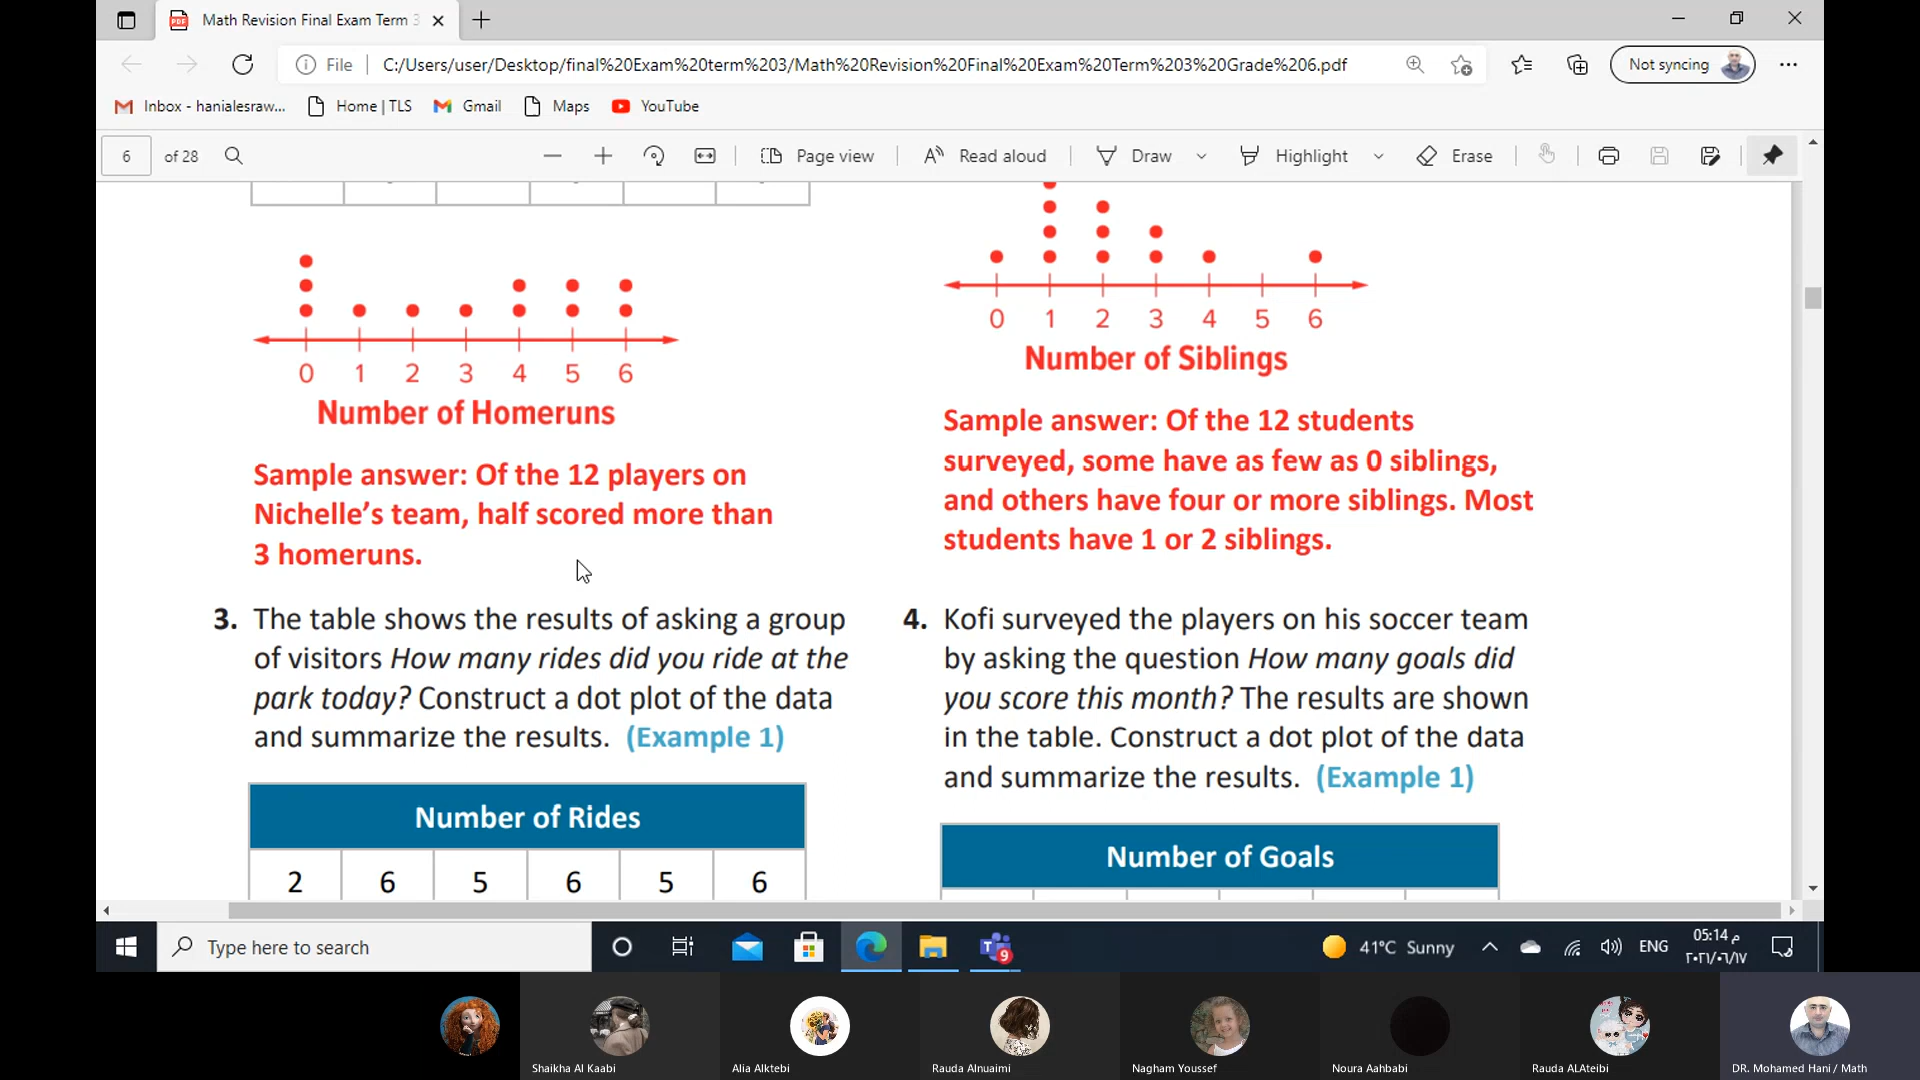 Math Revision Final Exam Term 3
File
C:/Users/user/Desktop/final%20Exam%20term%203/Math%20Revision%20Final%20Exam%20Term%203%20Grade%206.pdf
Not syncing
Inbox - hanialesraw...
Home | TLS
Gmail
Maps
YouTube
6 of 28
Page view
Read aloud
Draw
Highlight
Erase
0 1 2 3 4 5 6
Number of Homeruns
Sample answer: Of the 12 players on
Nichelle’s team, half scored more than
3 homeruns.
0 1 2 3 4 5 6
Number of Siblings
Sample answer: Of the 12 students
surveyed, some have as few as 0 siblings,
and others have four or more siblings. Most
students have 1 or 2 siblings.
3. The table shows the results of asking a group
of visitors How many rides did you ride at the
park today? Construct a dot plot of the data
and summarize the results. (Example 1)
Number of Rides
2 6 5 6 5 6
4. Kofi surveyed the players on his soccer team
by asking the question How many goals did
you score this month? The results are shown
in the table. Construct a dot plot of the data
and summarize the results. (Example 1)
Number of Goals
Type here to search
9
41°C Sunny
ENG
05:14 م
٢٠٢١/٠٦/١٧
Shaikha Al Kaabi
Alia Alktebi
Rauda Alnuaimi
Nagham Youssef
Noura Aahbabi
Rauda ALAteibi
DR. Mohamed Hani / Math